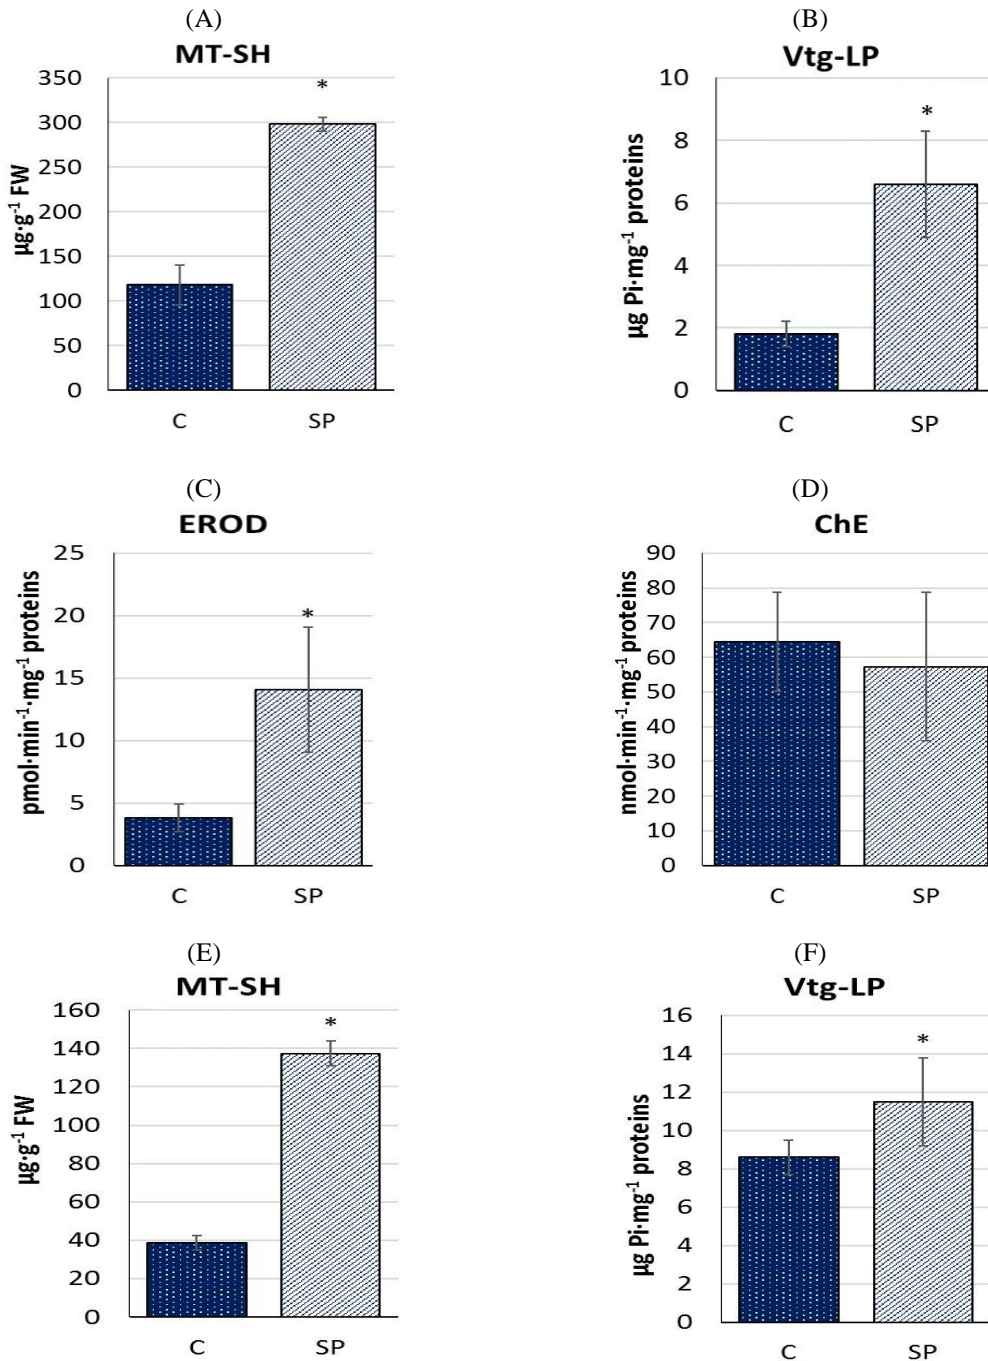 (A)
MT-SH
350
300
250
200
150
100
50
0
µg·g⁻¹ FW
*
C SP
(B)
Vtg-LP
10
8
6
4
2
0
µg Pi·mg⁻¹ proteins
*
C SP
(C)
EROD
25
20
15
10
5
0
pmol·min⁻¹·mg⁻¹ proteins
*
C SP
(D)
ChE
90
80
70
60
50
40
30
20
10
0
nmol·min⁻¹·mg⁻¹ proteins
C SP
(E)
MT-SH
160
140
120
100
80
60
40
20
0
µg·g⁻¹ FW
*
C SP
(F)
Vtg-LP
16
14
12
10
8
6
4
2
0
µg Pi·mg⁻¹ proteins
*
C SP